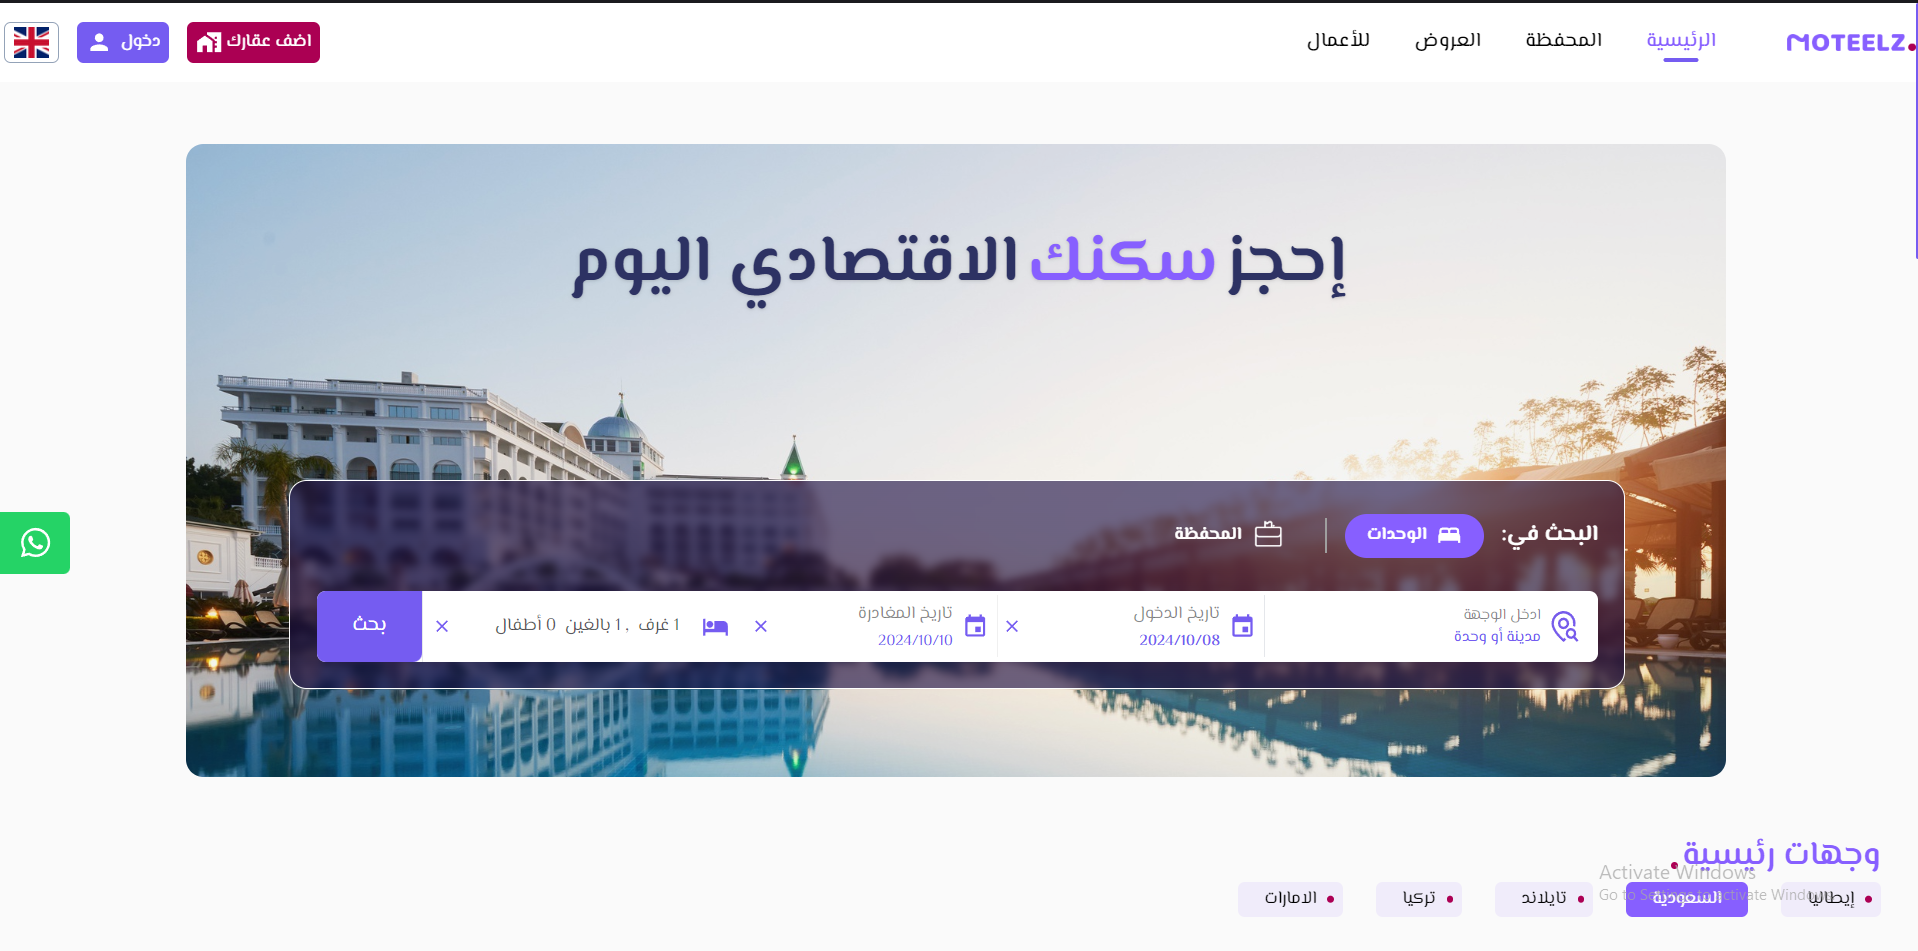 MOTEELZ.
الرئيسية
المحفظة
العروض
للأعمال
اضف عقارك
دخول
إحجز سكنك الاقتصادي اليوم
البحث في:
الوحدات
المحفظة
ادخل الوجهة
مدينة أو وحدة
تاريخ الدخول
2024/10/08
تاريخ المغادرة
2024/10/10
1 غرف , 1 بالغين 0 أطفال
بحث
وجهات رئيسية
Activate Windows
Go to Settings to activate Windows.
إيطاليا
السعودية
تايلاند
تركيا
الامارات